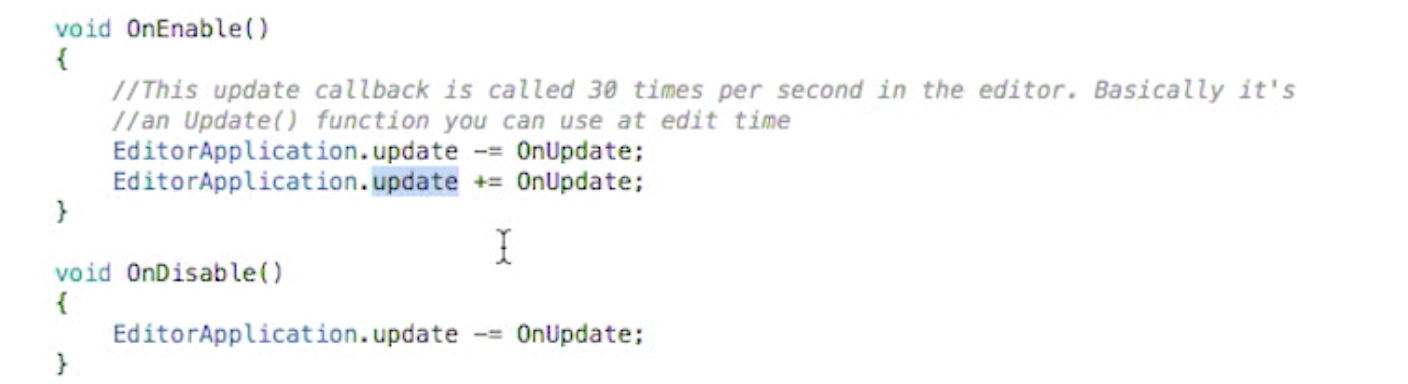 void OnEnable()
{
    //This update callback is called 30 times per second in the editor. Basically it's
    //an Update() function you can use at edit time
    EditorApplication.update -= OnUpdate;
    EditorApplication.update += OnUpdate;
}

void OnDisable()
{
    EditorApplication.update -= OnUpdate;
}